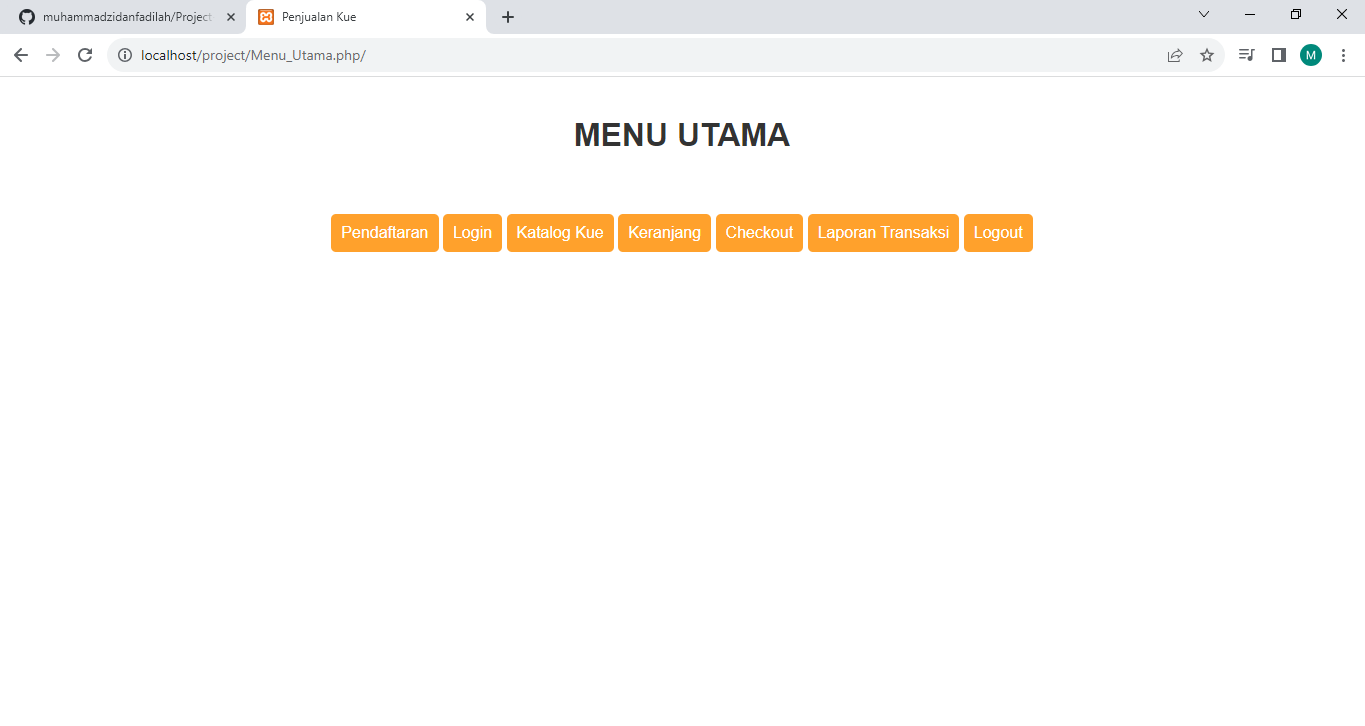 muhammadzidanfadilah/Project
Penjualan Kue
localhost/project/Menu_Utama.php/
M
MENU UTAMA
Pendaftaran Login Katalog Kue Keranjang Checkout Laporan Transaksi Logout